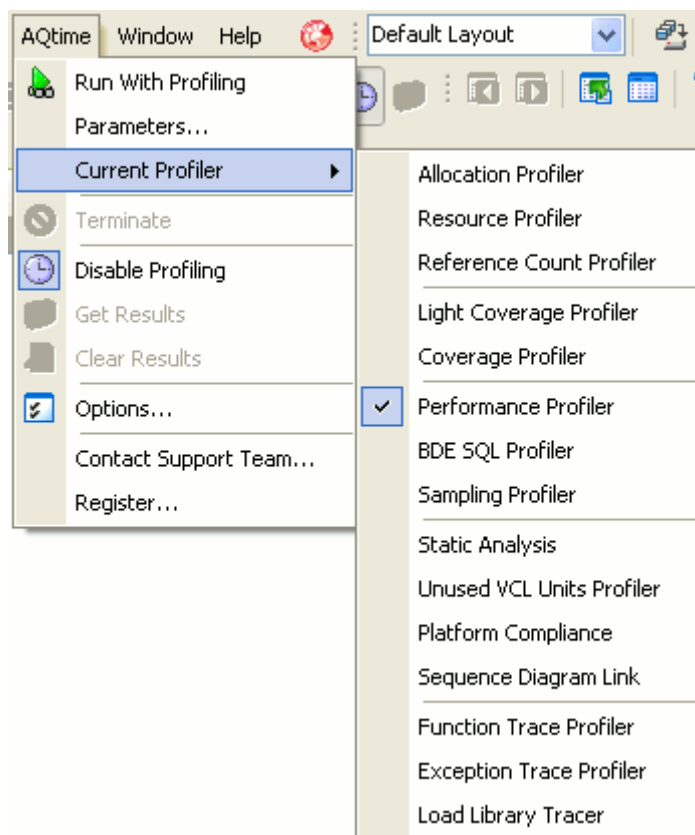 AQtime Window Help Default Layout
Run With Profiling
Parameters...
Current Profiler
Terminate
Disable Profiling
Get Results
Clear Results
Options...
Contact Support Team...
Register...
Allocation Profiler
Resource Profiler
Reference Count Profiler
Light Coverage Profiler
Coverage Profiler
Performance Profiler
BDE SQL Profiler
Sampling Profiler
Static Analysis
Unused VCL Units Profiler
Platform Compliance
Sequence Diagram Link
Function Trace Profiler
Exception Trace Profiler
Load Library Tracer